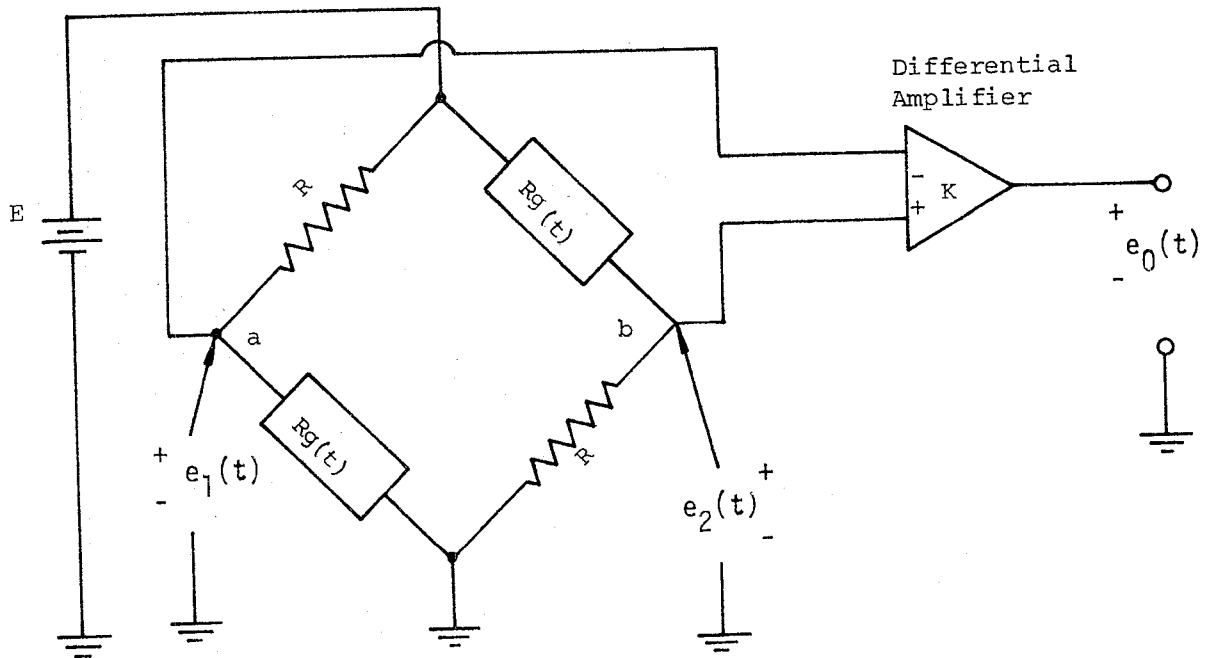 Differential
Amplifier
E
R
Rg(t)
-
K
+
+
e0(t)
-
a
b
Rg(t)
R
+
e1(t)
-
+
e2(t)
-